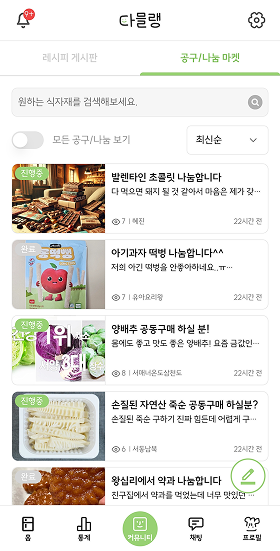 9+
다믈랭
레시피 게시판
공구/나눔 마켓
원하는 식자재를 검색해보세요.
모든 공구/나눔 보기
최신순
진행중
발렌타인 초콜릿 나눔합니다
다 먹으면 돼지 될 것 같아서 마음은 제가 갖…
7 | 혜진
22시간 전
완료
아기과자 떡뻥 나눔합니다^^
저희 아긴 떡뻥을 안좋아하네요..ㅠ…
7 | 유아요리왕
22시간 전
진행중
양배추 공동구매 하실 분!
몸에도 좋고 맛도 좋은 양배추! 요즘 금값인…
8 | 서애너온도상헌도
22시간 전
진행중
손질된 자연산 죽순 공동구매 하실분?
손질된 죽순 구하기 진짜 힘든데 어렵게 구…
6 | 서동남북
22시간 전
완료
왕십리에서 약과 나눔합니다
친구집에서 약과를 먹었는데 너무 맛있던
홈
통계
커뮤니티
채팅
프로필